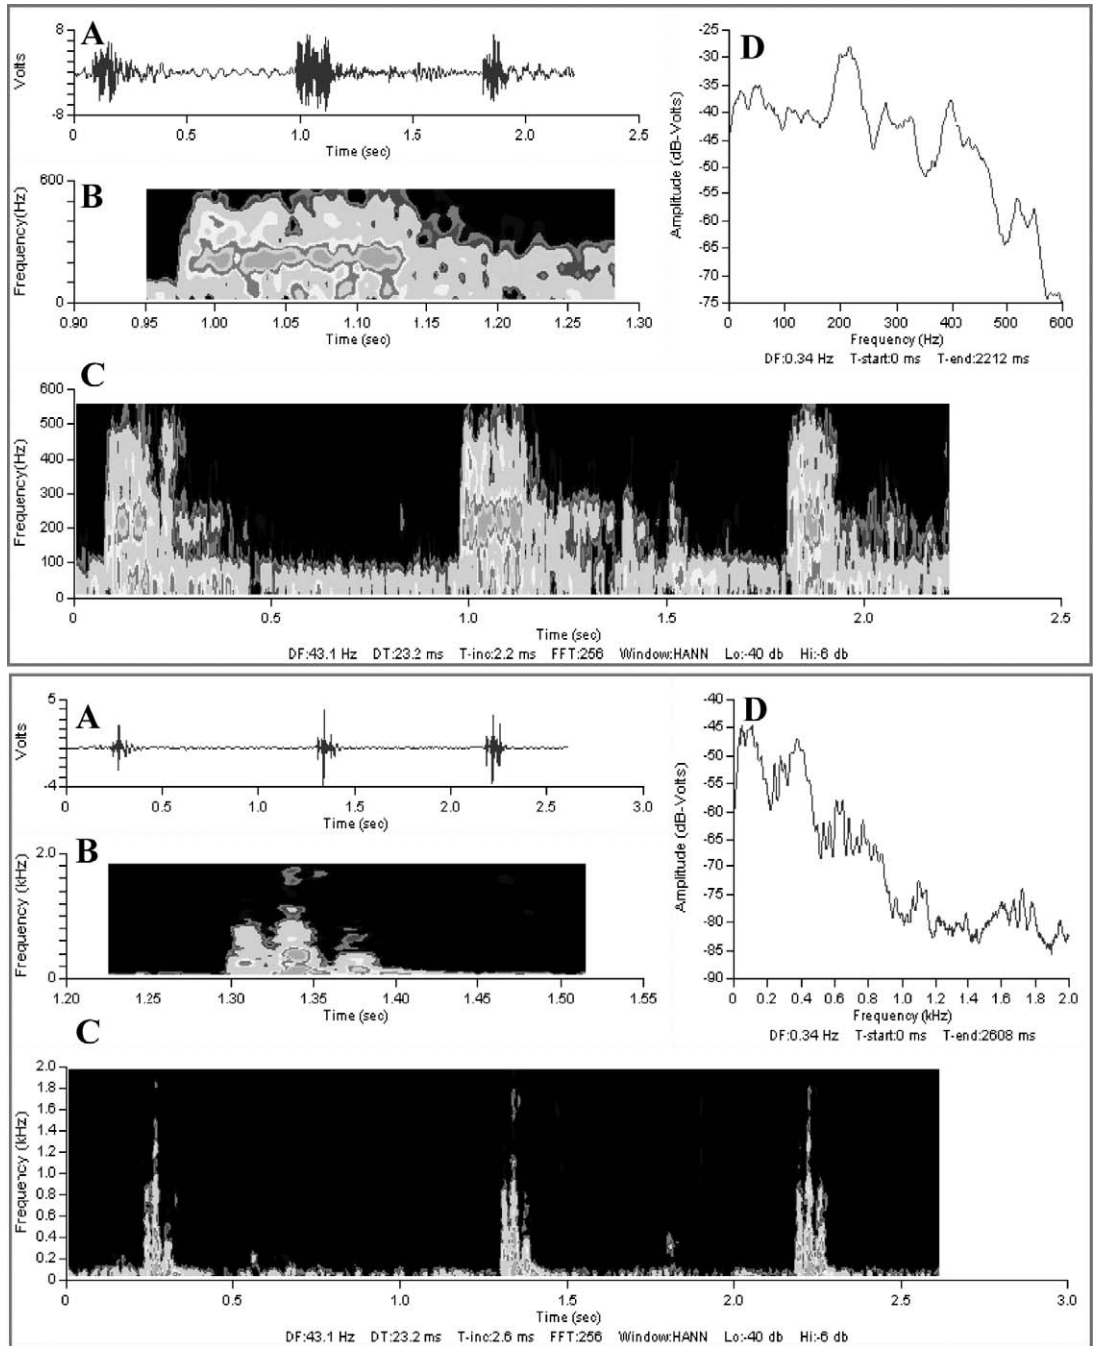 A
8
Volts
-8
0 0.5 1.0 1.5 2.0 2.5
Time (sec)
B
600
Frequency(Hz)
0
0.90 0.95 1.00 1.05 1.10 1.15 1.20 1.25 1.30
Time (sec)
D
-25
-35
-40
-45
-50
-55
-60
-65
-70
-75
Amplitude (dB-Volts)
0 100 200 300 400 500 600
Frequency (Hz)
DF:0.34 Hz T-start:0 ms T-end:2212 ms
C
600
500
400
300
200
100
0
Frequency(Hz)
0 0.5 1.0 1.5 2.0 2.5
Time (sec)
DF:43.1 Hz DT:23.2 ms T-inc:2.2 ms FFT:256 Window:HANN Lo:-40 db Hi:-6 db
A
5
Volts
-4
0 0.5 1.0 1.5 2.0 2.5 3.0
Time (sec)
B
2.0
Frequency (kHz)
0
1.20 1.25 1.30 1.35 1.40 1.45 1.50 1.55
Time (sec)
D
-40
-45
-50
-55
-60
-65
-70
-75
-80
-85
-90
Amplitude (dB-Volts)
0 0.2 0.4 0.6 0.8 1.0 1.2 1.4 1.6 1.8 2.0
Frequency (kHz)
DF:0.34 Hz T-start:0 ms T-end:2608 ms
C
2.0
1.8
1.6
1.4
1.2
1.0
0.8
0.6
0.4
0.2
0
Frequency (kHz)
0 0.5 1.0 1.5 2.0 2.5 3.0
Time (sec)
DF:43.1 Hz DT:23.2 ms T-inc:2.6 ms FFT:256 Window:HANN Lo:-40 db Hi:-6 db